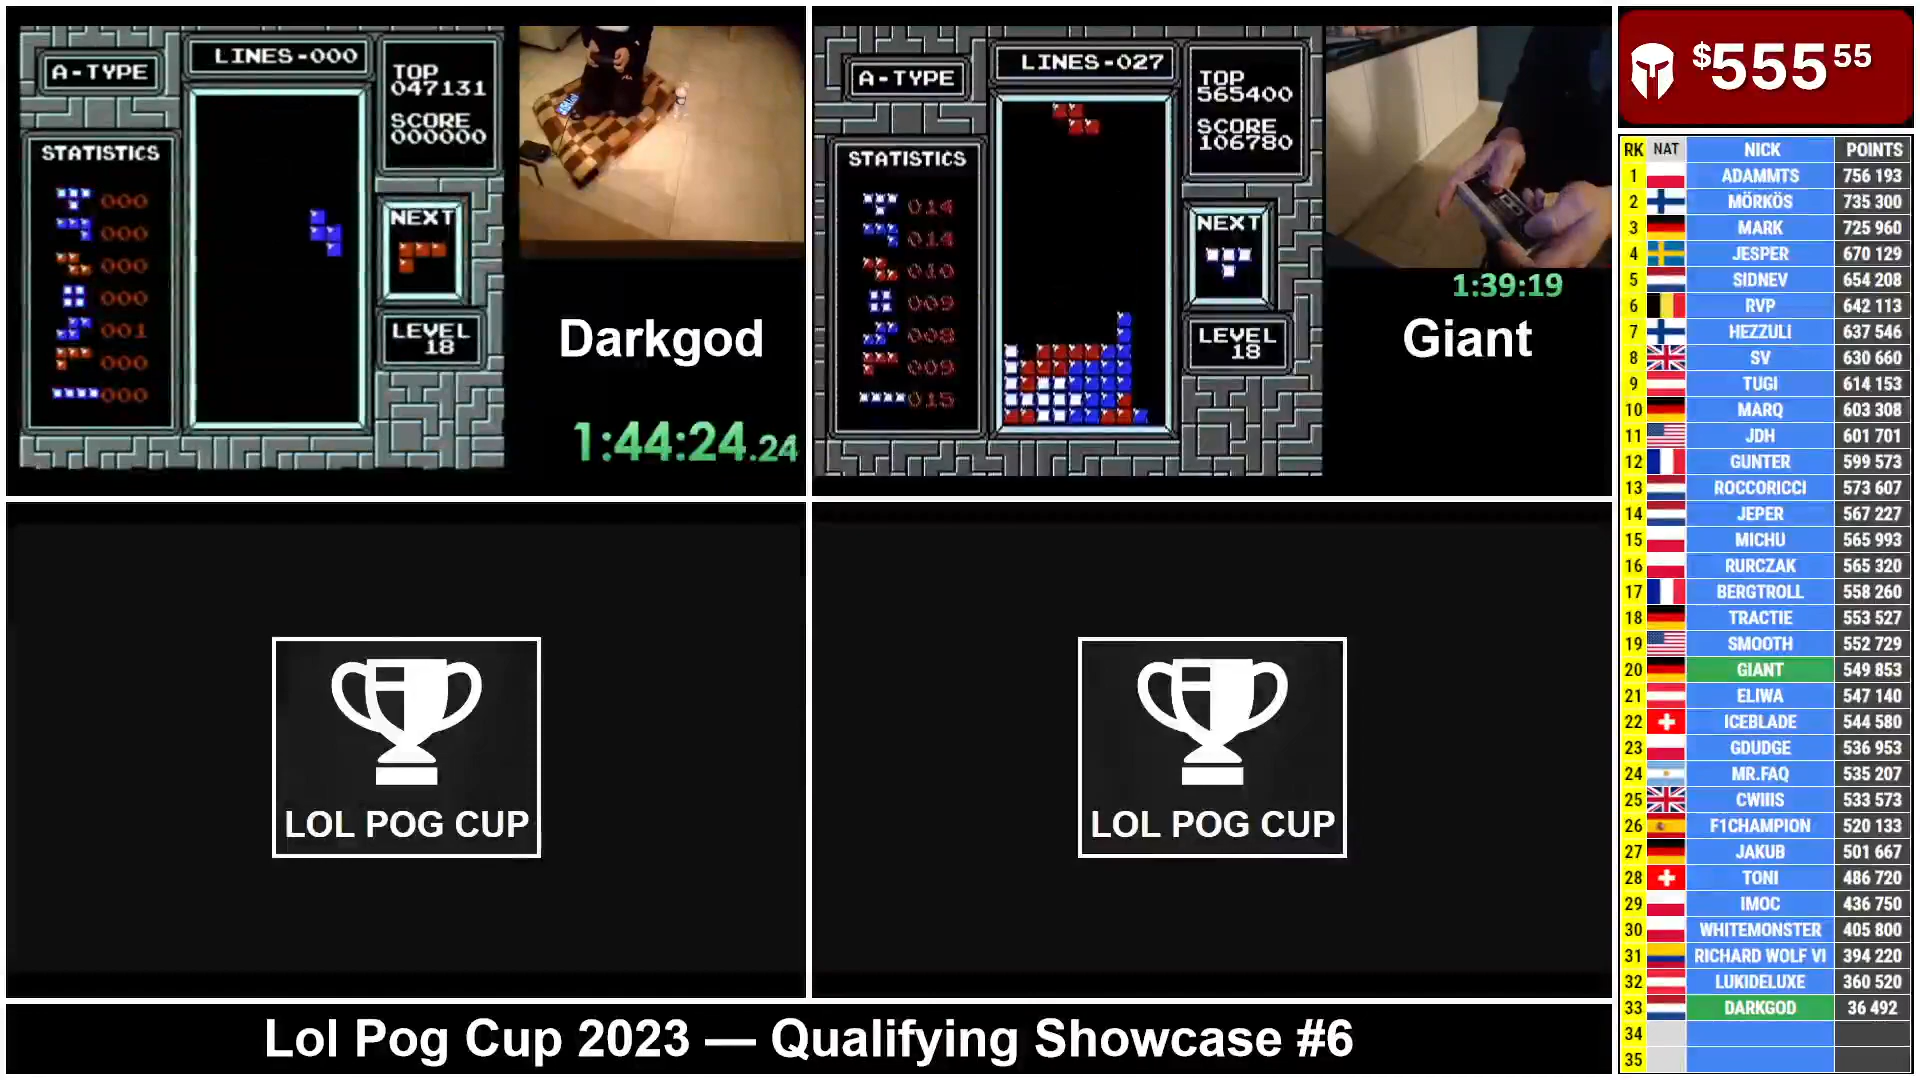 LINES-000
A-TYPE
TOP
047131
SCORE
000000
STATISTICS
000
000
000
000
001
000
000
NEXT
LEVEL
18
Darkgod
1:44:24.24
LINES-027
A-TYPE
TOP
565400
SCORE
106780
STATISTICS
014
014
010
009
008
009
015
NEXT
LEVEL
18
1:39:19
Giant
LOL POG CUP
LOL POG CUP
Lol Pog Cup 2023 — Qualifying Showcase #6
$555 55
RK NAT NICK POINTS
1 ADAMMTS 756 193
2 MÖRKÖS 735 300
3 MARK 725 960
4 JESPER 670 129
5 SIDNEV 654 208
6 RVP 642 113
7 HEZZULI 637 546
8 SV 630 660
9 TUGI 614 153
10 MARQ 603 308
11 JDH 601 701
12 GUNTER 599 573
13 ROCCORICCI 573 607
14 JEPER 567 227
15 MICHU 565 993
16 RURCZAK 565 320
17 BERGTROLL 558 260
18 TRACTIE 553 527
19 SMOOTH 552 729
20 GIANT 549 853
21 ELIWA 547 140
22 ICEBLADE 544 580
23 GDUDGE 536 953
24 MR.FAQ 535 207
25 CWIIIS 533 573
26 F1CHAMPION 520 133
27 JAKUB 501 667
28 TONI 486 720
29 IMOC 436 750
30 WHITEMONSTER 405 800
31 RICHARD WOLF VI 394 220
32 LUKIDELUXE 360 520
33 DARKGOD 36 492
34
35